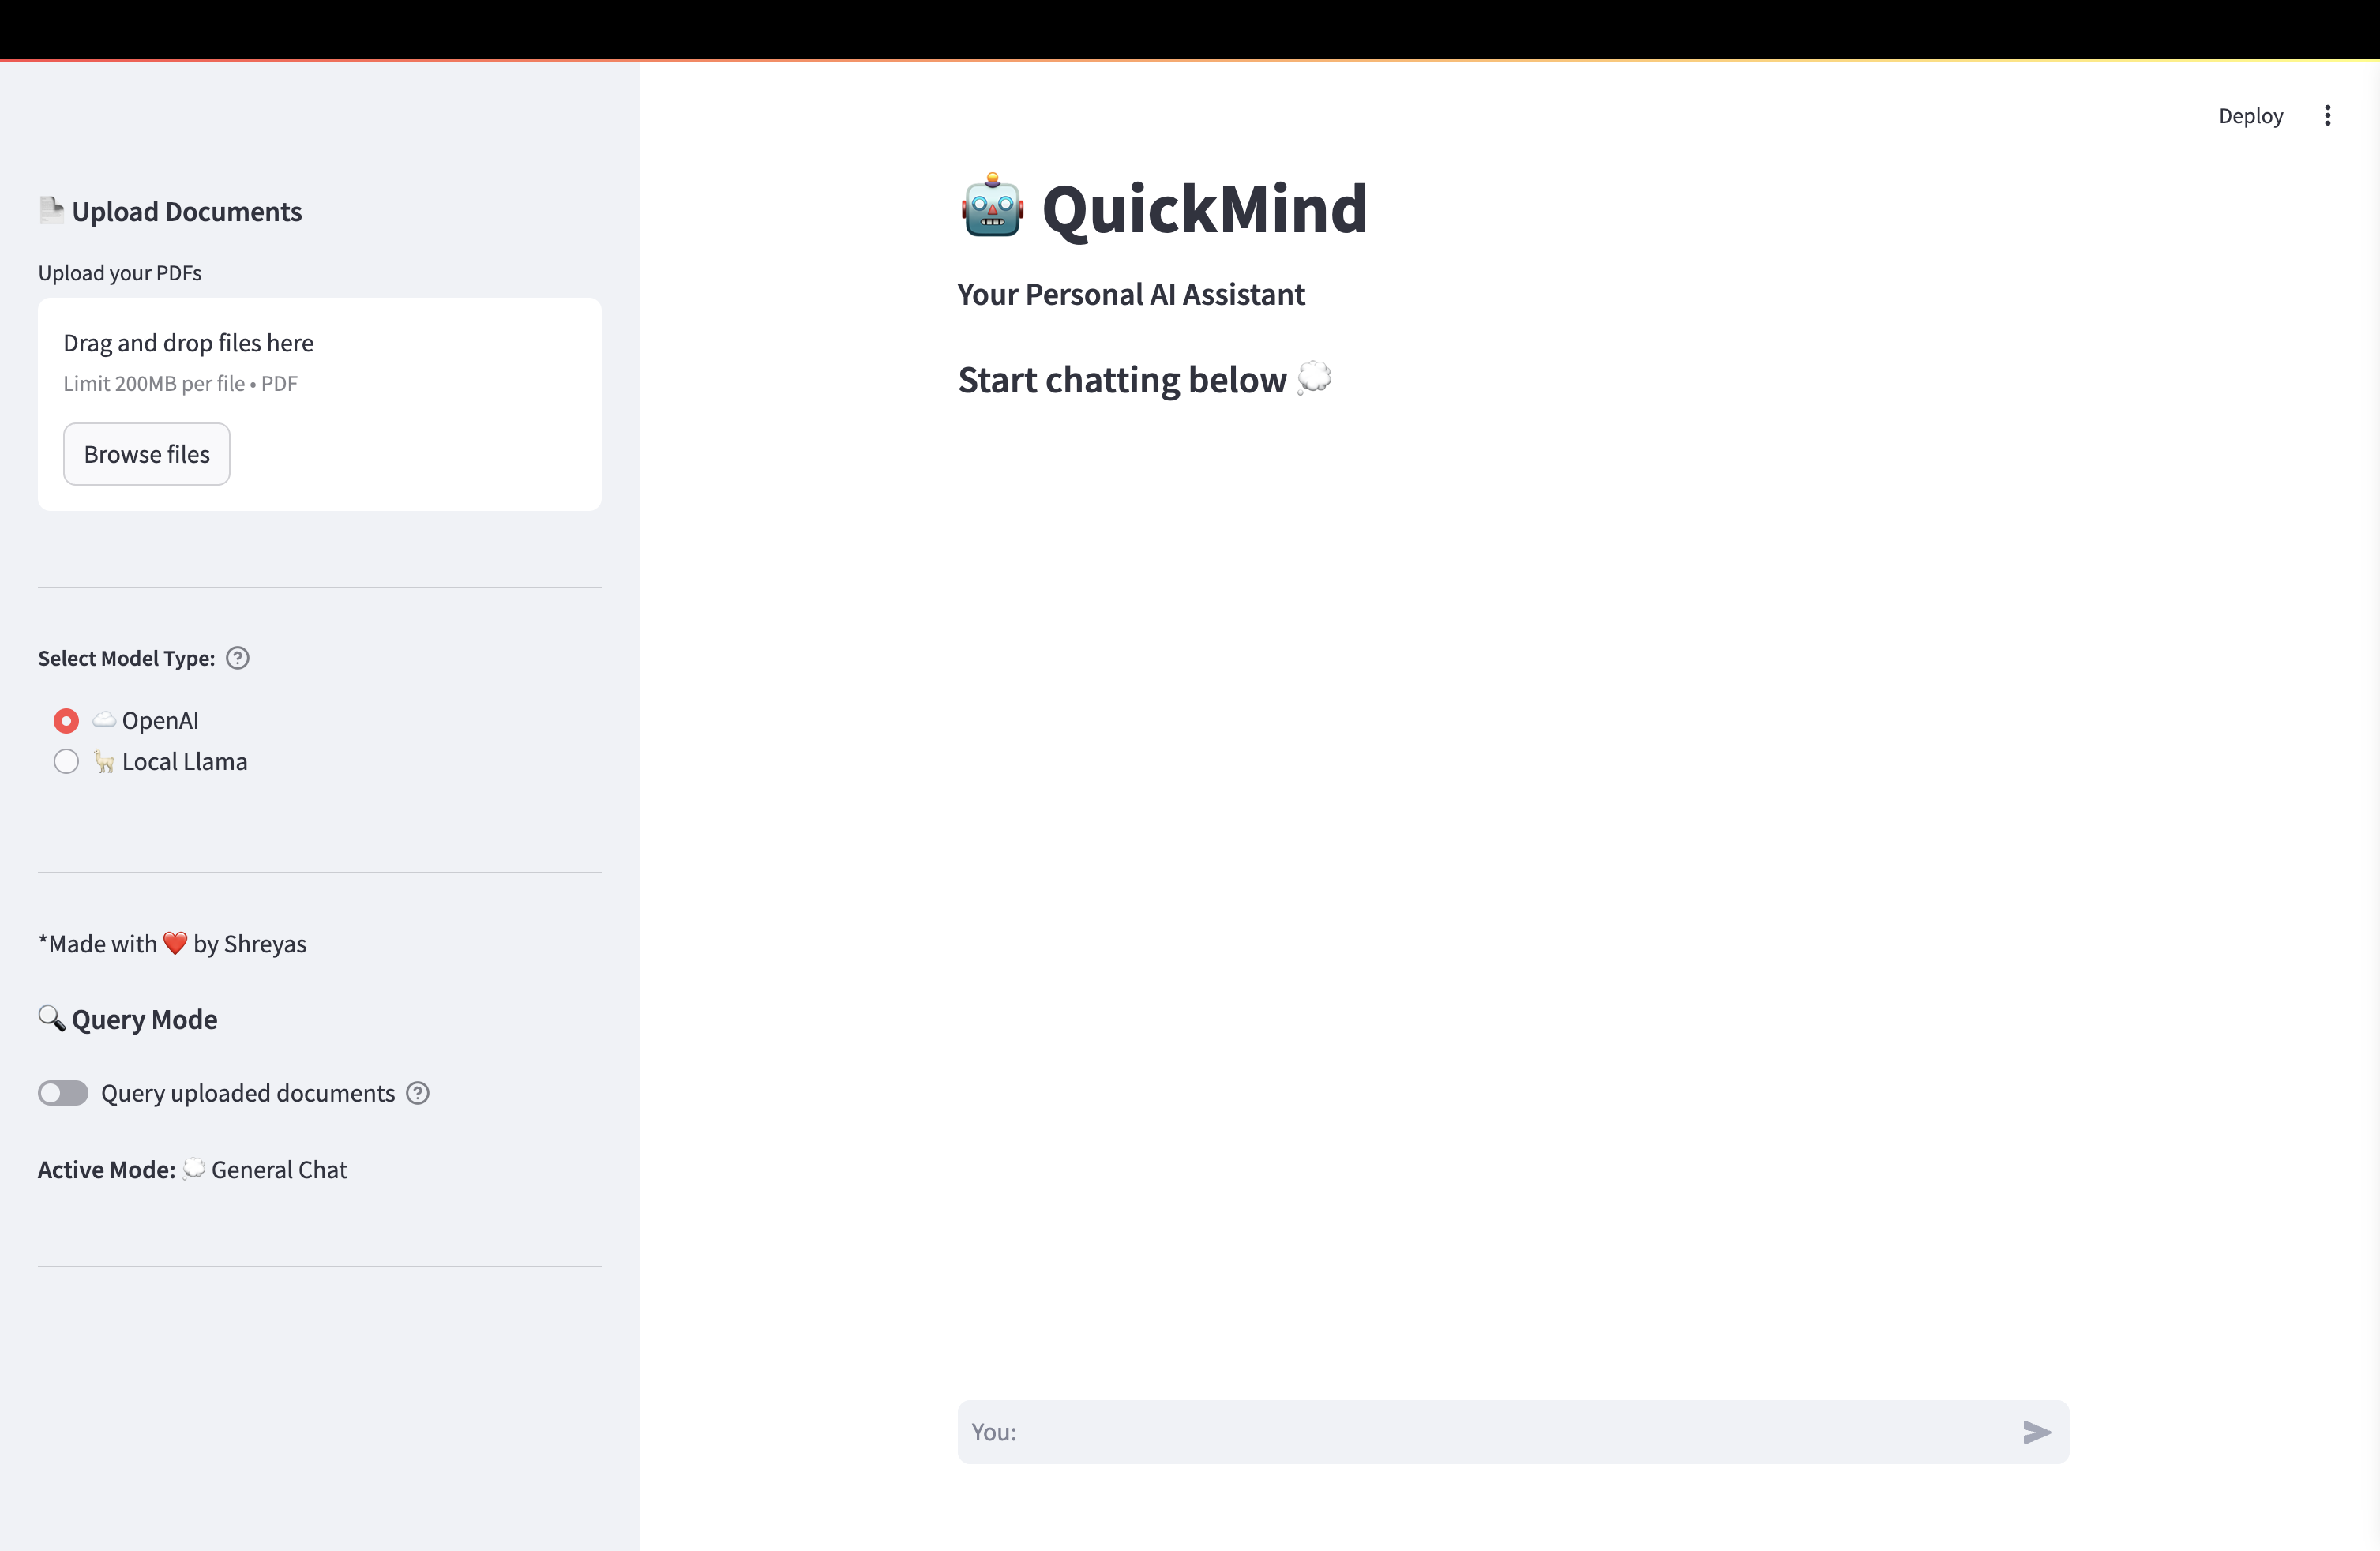 Deploy
📄 Upload Documents
Upload your PDFs
Drag and drop files here
Limit 200MB per file • PDF
Browse files
Select Model Type:
☁️ OpenAI
🦙 Local Llama
*Made with ❤️ by Shreyas
🔍 Query Mode
Query uploaded documents
Active Mode: 💭 General Chat
🤖 QuickMind
Your Personal AI Assistant
Start chatting below 💭
You: